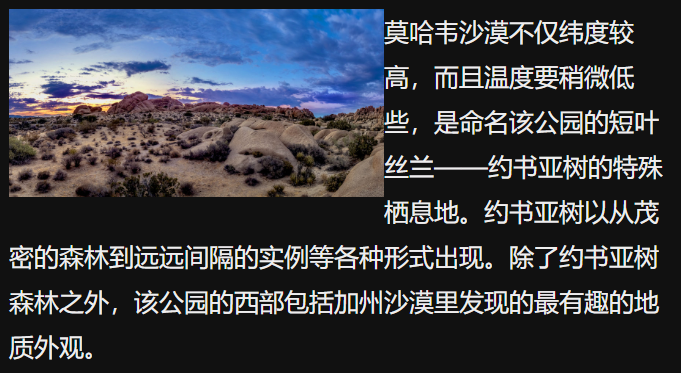 莫哈韦沙漠不仅纬度较
高，而且温度要稍微低
些，是命名该公园的短叶
丝兰——约书亚树的特殊
栖息地。约书亚树以从茂
密的森林到远远间隔的实例等各种形式出现。除了约书亚树
森林之外，该公园的西部包括加州沙漠里发现的最有趣的地
质外观。